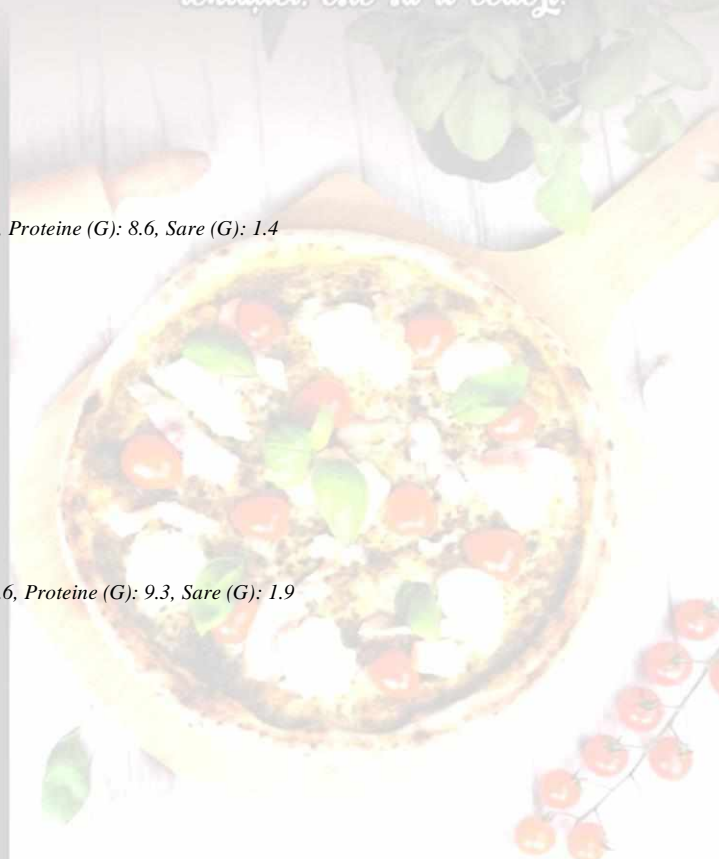 , Proteine (G): 8.6, Sare (G): 1.4
.6, Proteine (G): 9.3, Sare (G): 1.9